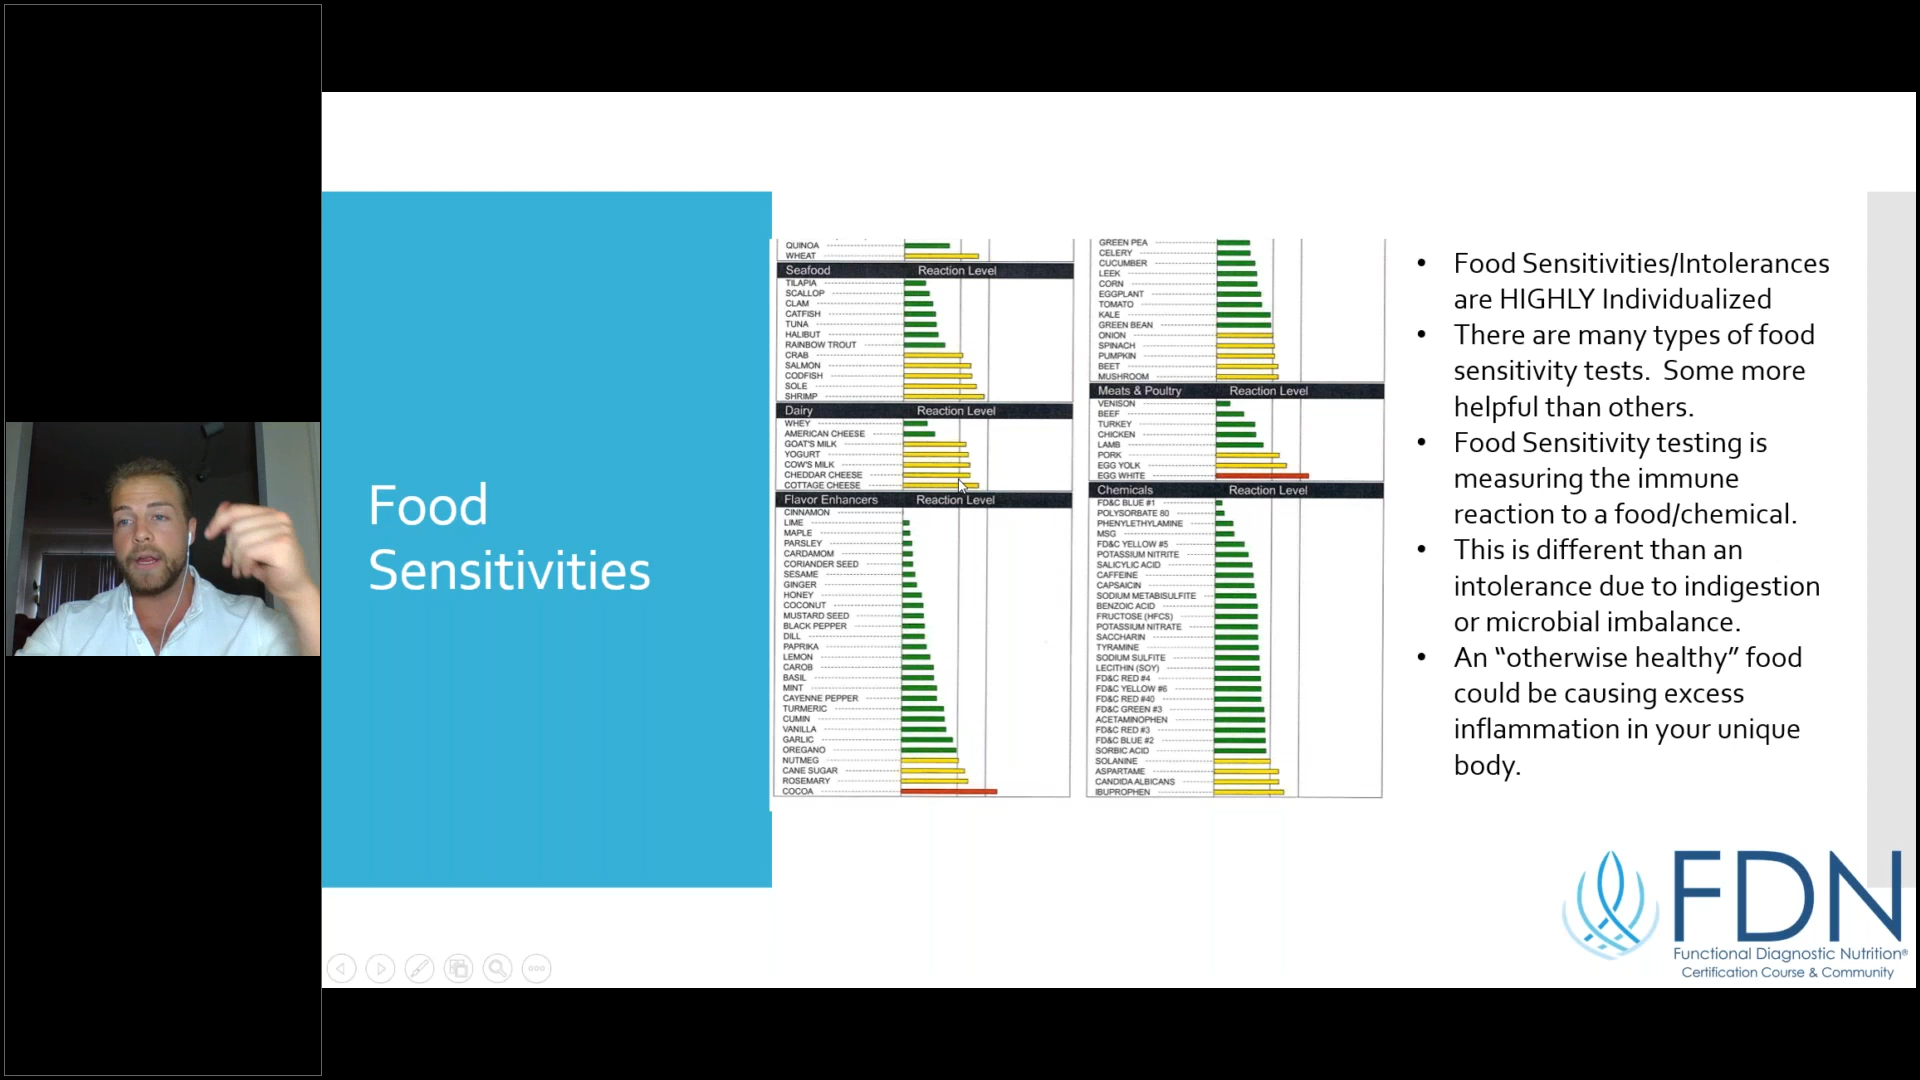 Food
Sensitivities
QUINOA
WHEAT
Seafood Reaction Level
TILAPIA
SCALLOP
CLAM
CATFISH
TUNA
HALIBUT
RAINBOW TROUT
CRAB
SALMON
CODFISH
SOLE
SHRIMP
Dairy Reaction Level
WHEY
AMERICAN CHEESE
GOAT'S MILK
YOGURT
COW'S MILK
CHEDDAR CHEESE
COTTAGE CHEESE
Flavor Enhancers Reaction Level
CINNAMON
LIME
MAPLE
PARSLEY
CARDAMOM
CORIANDER SEED
SESAME
GINGER
HONEY
COCONUT
MUSTARD SEED
BLACK PEPPER
DILL
PAPRIKA
LEMON
CAROB
BASIL
MINT
CAYENNE PEPPER
TURMERIC
CUMIN
VANILLA
GARLIC
OREGANO
NUTMEG
CANE SUGAR
ROSEMARY
COCOA
GREEN PEA
CELERY
CUCUMBER
LEEK
CORN
EGGPLANT
TOMATO
KALE
GREEN BEAN
ONION
SPINACH
PUMPKIN
BEET
MUSHROOM
Meats & Poultry Reaction Level
VENISON
BEEF
TURKEY
CHICKEN
LAMB
PORK
EGG YOLK
EGG WHITE
Chemicals Reaction Level
FD&C BLUE #1
POLYSORBATE 80
PHENYLETHYLAMINE
MSG
FD&C YELLOW #5
POTASSIUM NITRITE
SALICYLIC ACID
CAFFEINE
CAPSAICIN
SODIUM METABISULFITE
BENZOIC ACID
FRUCTOSE (HFCS)
POTASSIUM NITRATE
SACCHARIN
TYRAMINE
SODIUM SULFITE
LECITHIN (SOY)
FD&C RED #4
FD&C YELLOW #6
FD&C RED #40
FD&C GREEN #3
ACETAMINOPHEN
FD&C RED #3
FD&C BLUE #2
SORBIC ACID
SOLANINE
ASPARTAME
CANDIDA ALBICANS
IBUPROPHEN
• Food Sensitivities/Intolerances
are HIGHLY Individualized
• There are many types of food
sensitivity tests. Some more
helpful than others.
• Food Sensitivity testing is
measuring the immune
reaction to a food/chemical.
• This is different than an
intolerance due to indigestion
or microbial imbalance.
• An “otherwise healthy” food
could be causing excess
inflammation in your unique
body.
FDN
Functional Diagnostic Nutrition®
Certification Course & Community